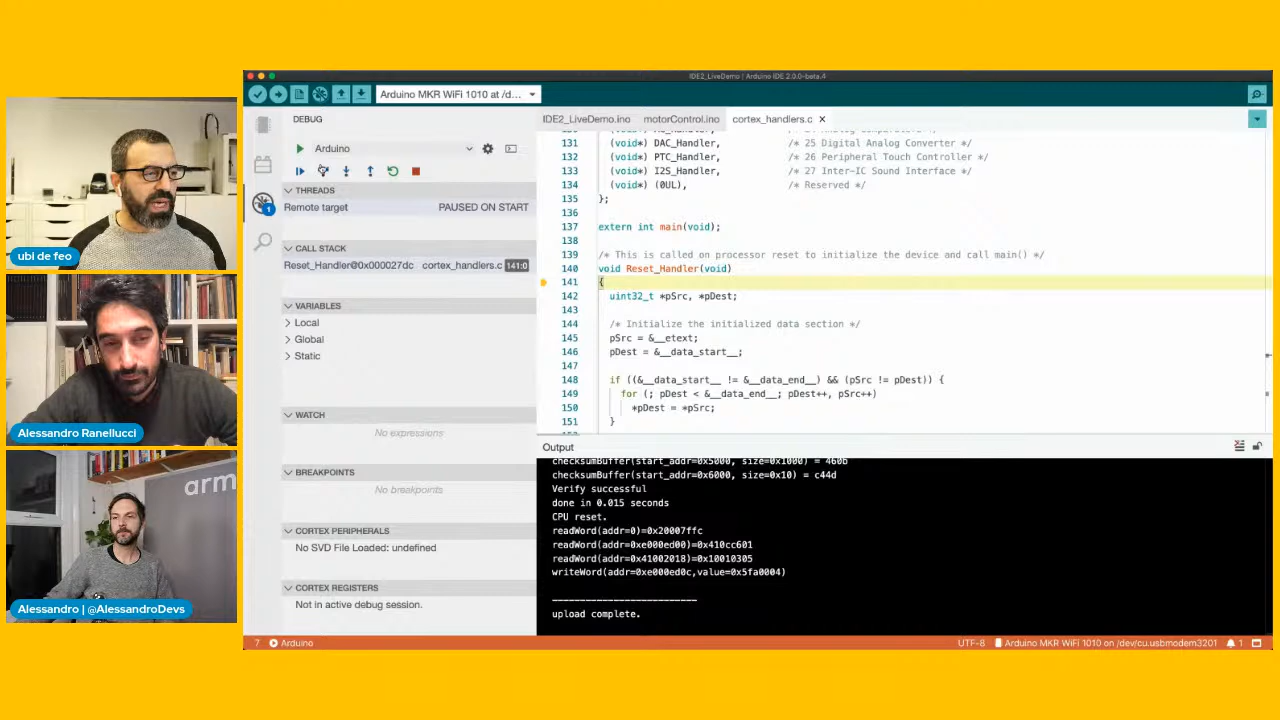 ubi de feo
Alessandro Ranellucci
arm
Alessandro | @AlessandroDevs
IDE2_LiveDemo | Arduino IDE 2.0.0-beta.4
Arduino MKR WiFi 1010 at /d...
DEBUG
Arduino
THREADS
Remote target PAUSED ON START
CALL STACK
Reset_Handler@0x000027dc cortex_handlers.c 141:0
VARIABLES
Local
Global
Static
WATCH
No expressions
BREAKPOINTS
No breakpoints
CORTEX PERIPHERALS
No SVD File Loaded: undefined
CORTEX REGISTERS
Not in active debug session.
1
IDE2_LiveDemo.ino motorControl.ino cortex_handlers.c
131 (void*) DAC_Handler, /* 25 Digital Analog Converter */
132 (void*) PTC_Handler, /* 26 Peripheral Touch Controller */
133 (void*) I2S_Handler, /* 27 Inter-IC Sound Interface */
134 (void*) (0UL), /* Reserved */
135 };
136
137 extern int main(void);
138
139 /* This is called on processor reset to initialize the device and call main() */
140 void Reset_Handler(void)
141 {
142 uint32_t *pSrc, *pDest;
143
144 /* Initialize the initialized data section */
145 pSrc = &__etext;
146 pDest = &__data_start__;
147
148 if ((&__data_start__ != &__data_end__) && (pSrc != pDest)) {
149 for (; pDest < &__data_end__; pDest++, pSrc++)
150 *pDest = *pSrc;
151 }
Output
checksumBuffer(start_addr=0x5000, size=0x1000) = 460b
checksumBuffer(start_addr=0x6000, size=0x10) = c44d
Verify successful
done in 0.015 seconds
CPU reset.
readWord(addr=0)=0x20007ffc
readWord(addr=0xe000ed00)=0x410cc601
readWord(addr=0x41002018)=0x10010305
writeWord(addr=0xe000ed0c,value=0x5fa0004)
--------------------------
upload complete.
7 Arduino UTF-8 Arduino MKR WiFi 1010 on /dev/cu.usbmodem3201 1